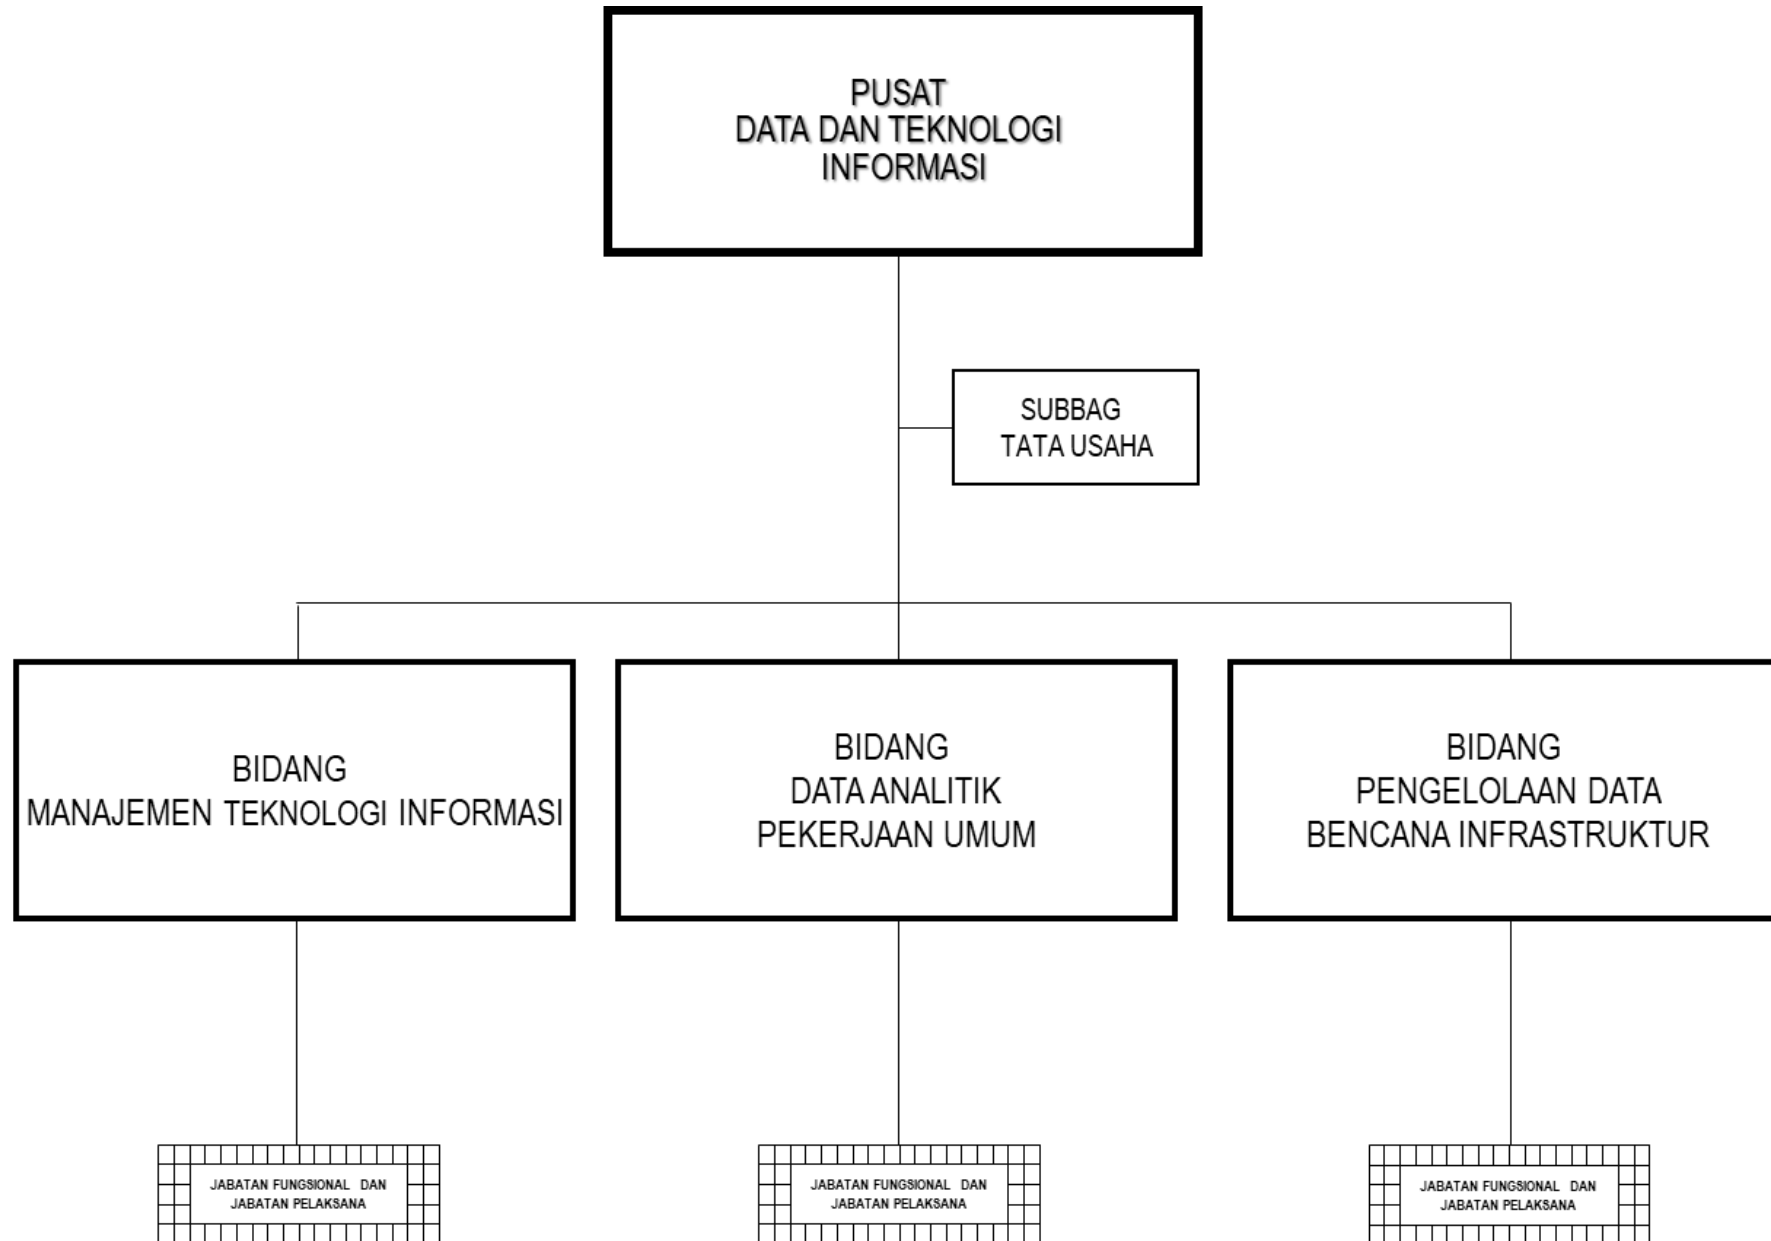 PUSAT
DATA DAN TEKNOLOGI
INFORMASI
SUBBAG
TATA USAHA
BIDANG
MANAJEMEN TEKNOLOGI INFORMASI
BIDANG
DATA ANALITIK
PEKERJAAN UMUM
BIDANG
PENGELOLAAN DATA
BENCANA INFRASTRUKTUR
JABATAN FUNGSIONAL DAN
JABATAN PELAKSANA
JABATAN FUNGSIONAL DAN
JABATAN PELAKSANA
JABATAN FUNGSIONAL DAN
JABATAN PELAKSANA